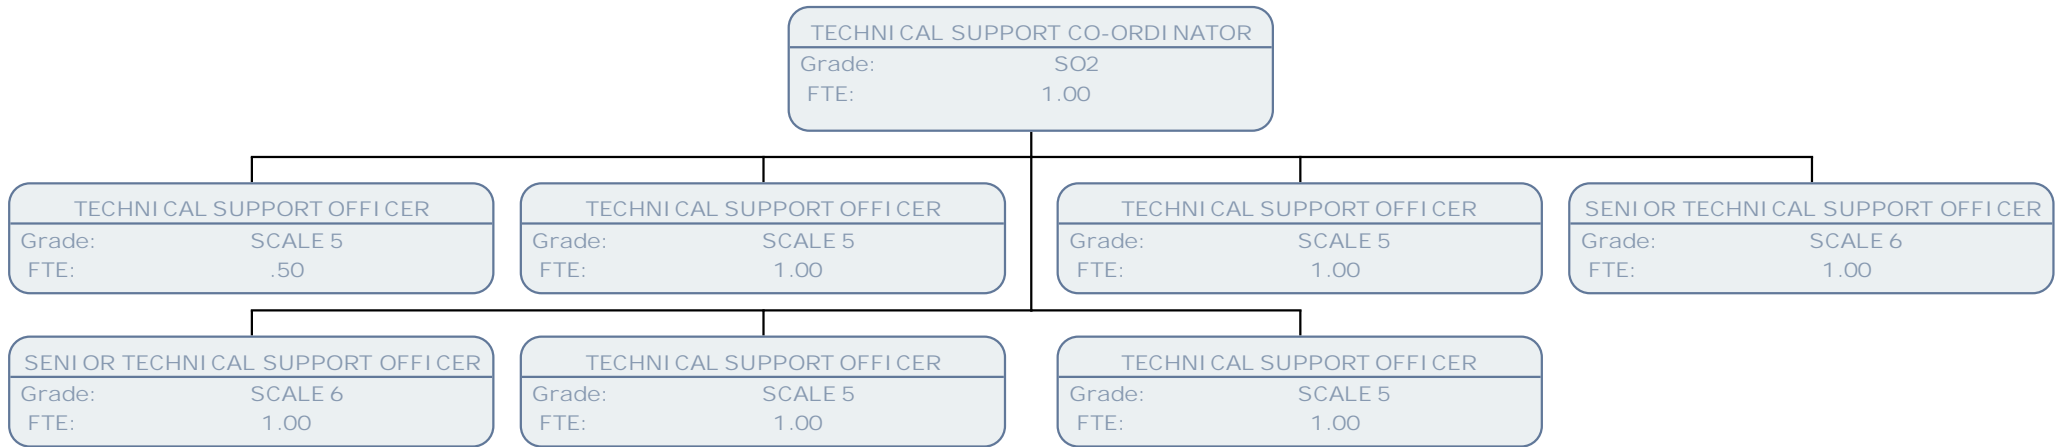 TECHNICAL SUPPORT CO-ORDINATOR
Grade: SO2
FTE: 1.00
TECHNICAL SUPPORT OFFICER
Grade: SCALE 5
FTE: .50
TECHNICAL SUPPORT OFFICER
Grade: SCALE 5
FTE: 1.00
TECHNICAL SUPPORT OFFICER
Grade: SCALE 5
FTE: 1.00
SENIOR TECHNICAL SUPPORT OFFICER
Grade: SCALE 6
FTE: 1.00
SENIOR TECHNICAL SUPPORT OFFICER
Grade: SCALE 6
FTE: 1.00
TECHNICAL SUPPORT OFFICER
Grade: SCALE 5
FTE: 1.00
TECHNICAL SUPPORT OFFICER
Grade: SCALE 5
FTE: 1.00